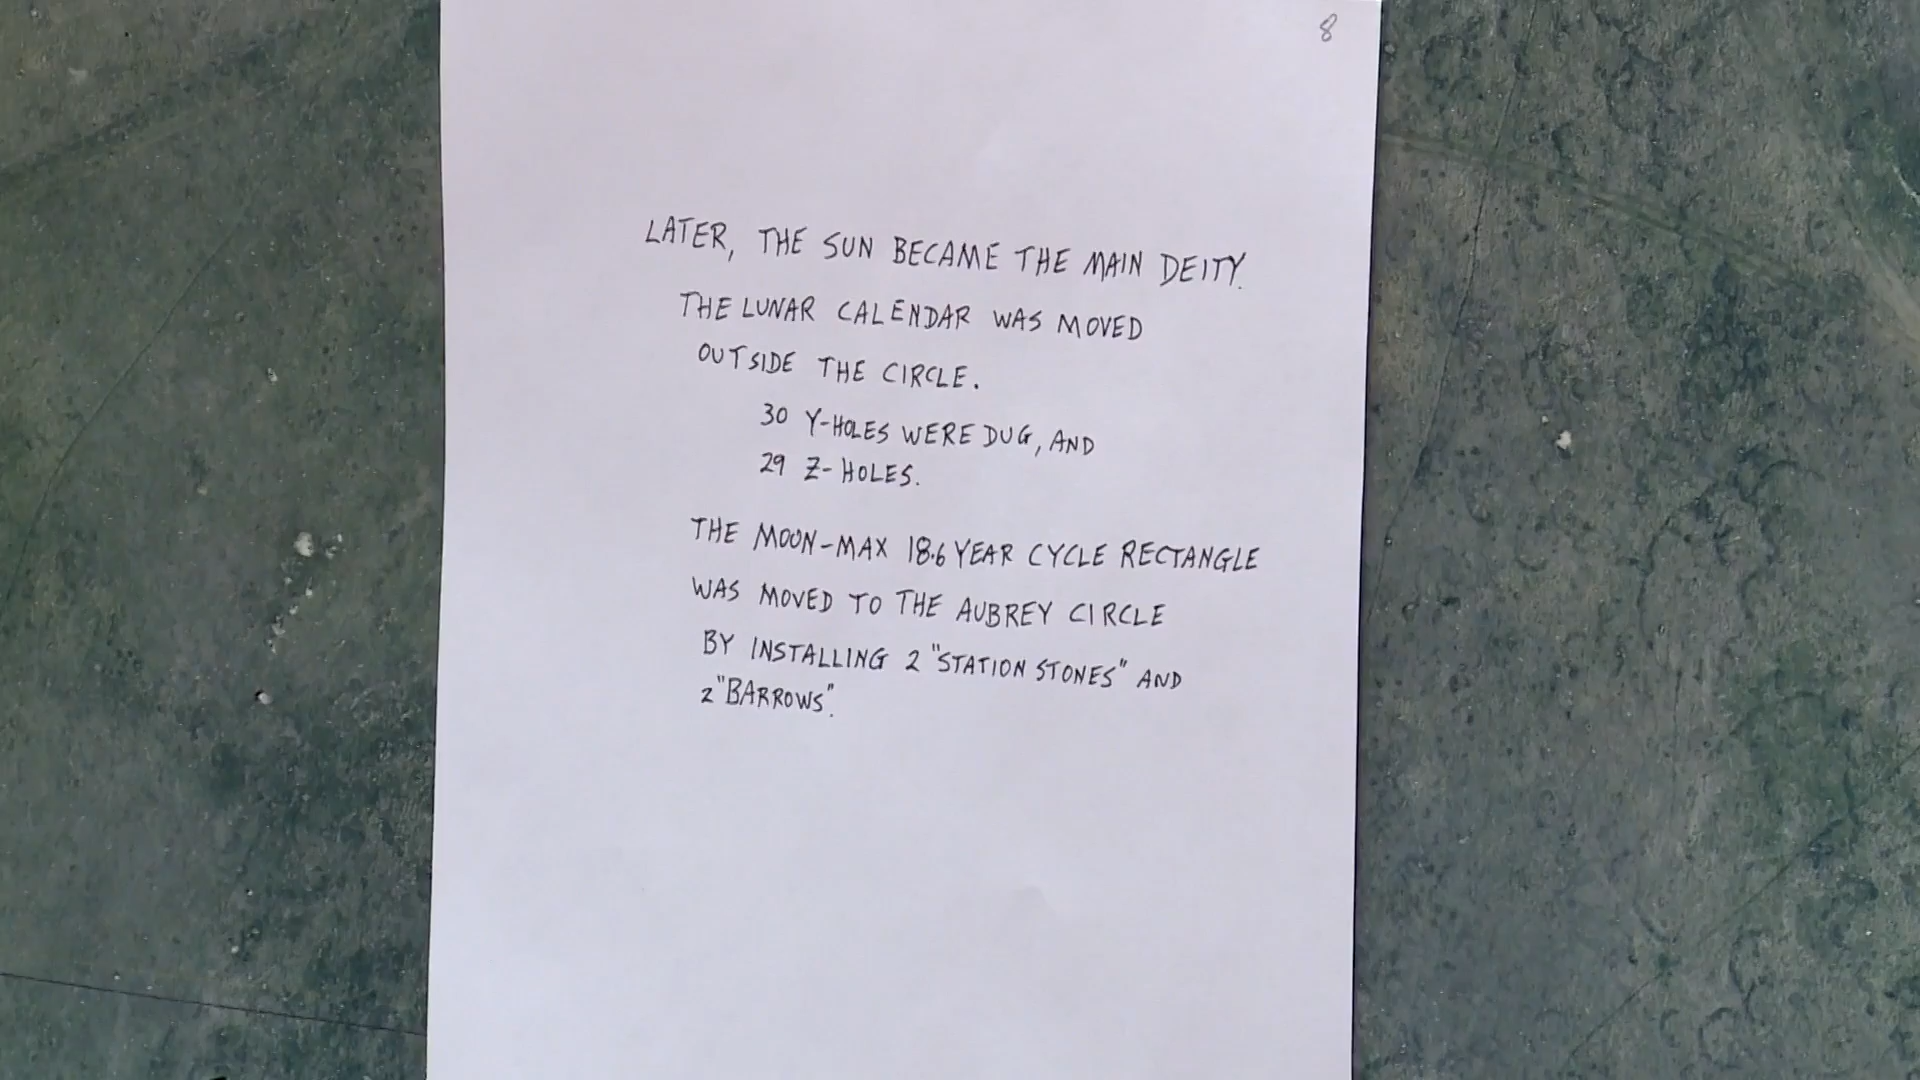 8
LATER, THE SUN BECAME THE MAIN DEITY.
THE LUNAR CALENDAR WAS MOVED
OUTSIDE THE CIRCLE.
30 Y-HOLES WERE DUG, AND
29 Z-HOLES.
THE MOON-MAX 18.6 YEAR CYCLE RECTANGLE
WAS MOVED TO THE AUBREY CIRCLE
BY INSTALLING 2 "STATION STONES" AND
2 "BARROWS".